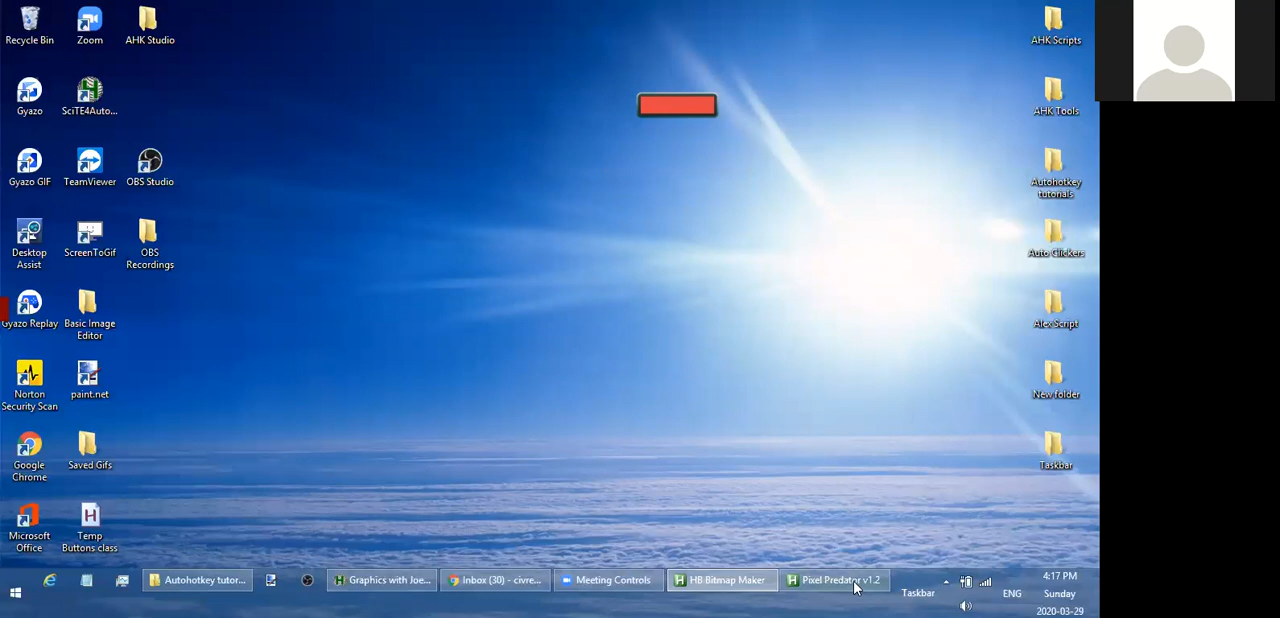 Recycle Bin
Zoom
AHK Studio
AHK Scripts
Gyazo
SciTE4Auto...
AHK Tools
Gyazo GIF
TeamViewer
OBS Studio
Autohotkey
tutorials
Desktop
Assist
ScreenToGif
OBS
Recordings
Auto Clickers
Gyazo Replay
Basic Image
Editor
Alex Script
Norton
Security Scan
paint.net
New folder
Google
Chrome
Saved Gifs
Taskbar
Microsoft
Office
Temp
Buttons class
Autohotkey tutor...
Graphics with Joe...
Inbox (30) - civre...
Meeting Controls
HB Bitmap Maker
Pixel Predator v1.2
Taskbar
ENG
4:17 PM
Sunday
2020-03-29